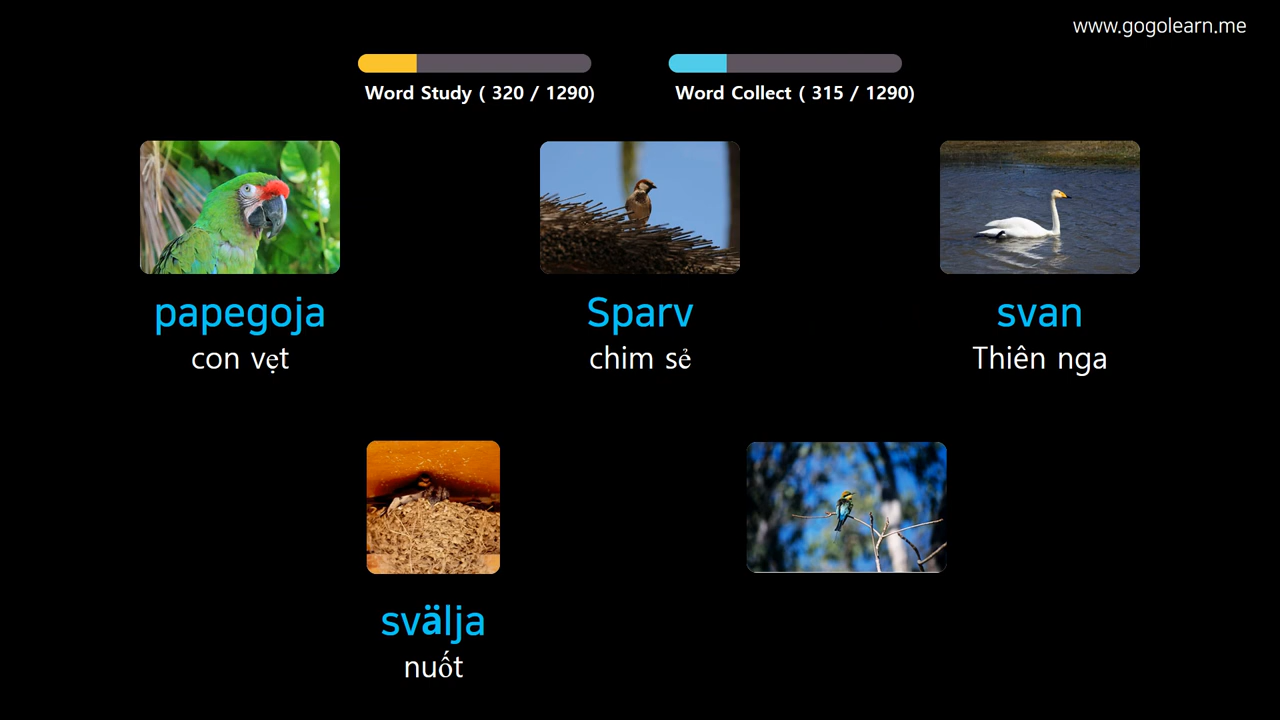 www.gogolearn.me
Word Study ( 320 / 1290)
Word Collect ( 315 / 1290)
papegoja
con vẹt
Sparv
chim sẻ
svan
Thiên nga
svälja
nuốt